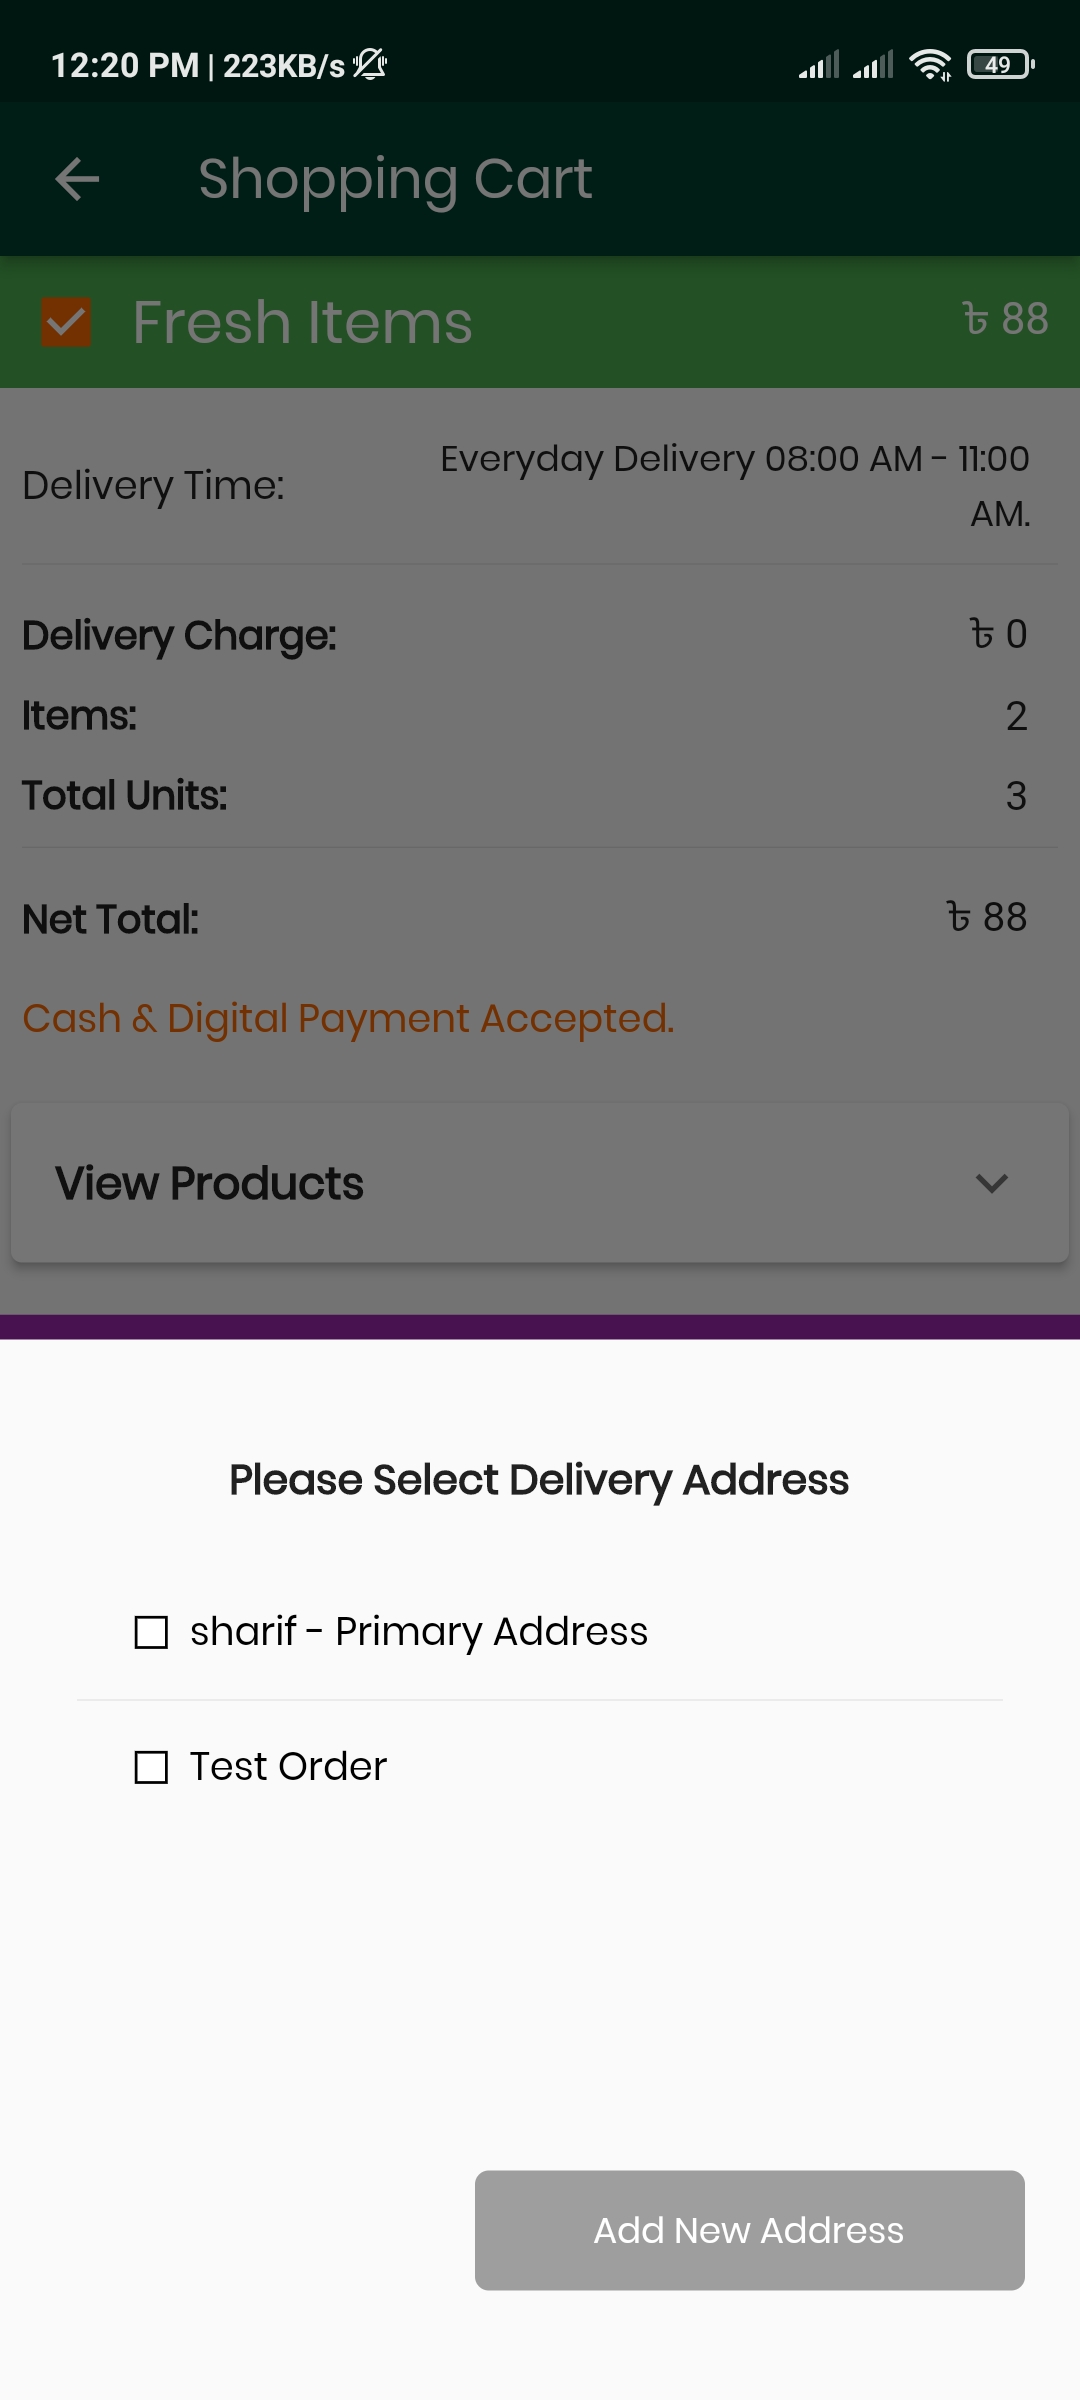 12:20 PM | 223KB/s
49
Shopping Cart
Fresh Items ৳ 88
Delivery Time: Everyday Delivery 08:00 AM - 11:00
AM.
Delivery Charge: ৳ 0
Items: 2
Total Units: 3
Net Total: ৳ 88
Cash & Digital Payment Accepted.
View Products
Please Select Delivery Address
sharif - Primary Address
Test Order
Add New Address